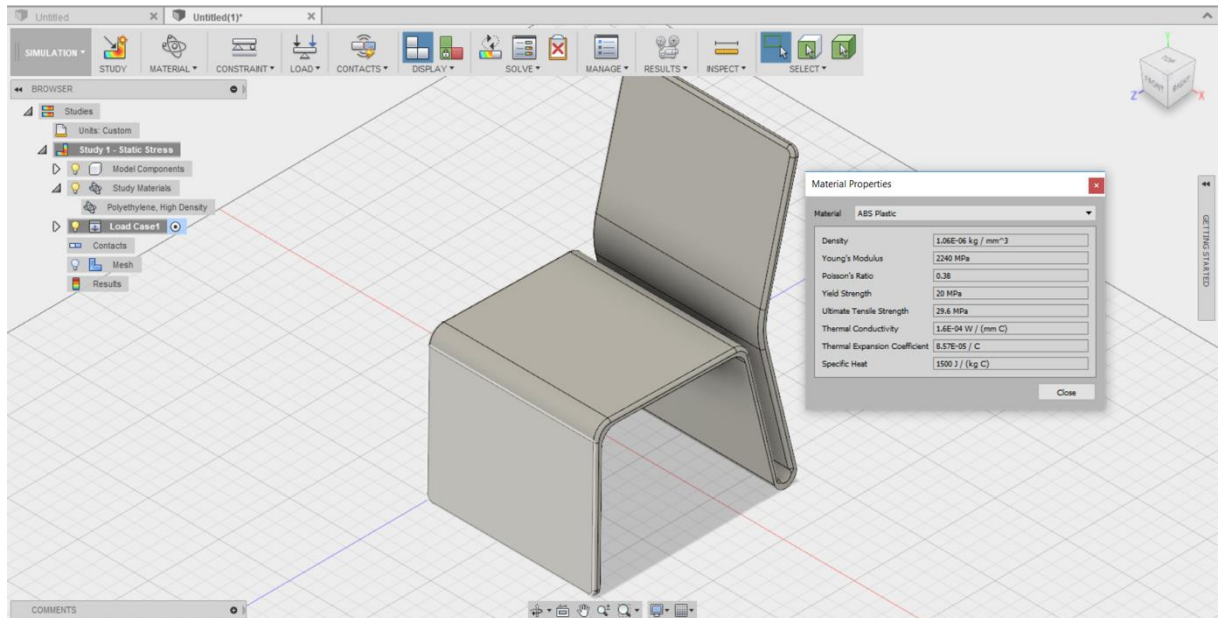 Untitled
Untitled(1)*
SIMULATION
STUDY
MATERIAL
CONSTRAINT
LOAD
CONTACTS
DISPLAY
SOLVE
MANAGE
RESULTS
INSPECT
SELECT
TOP
FRONT
RIGHT
Y
Z
X
BROWSER
Studies
Units: Custom
Study 1 - Static Stress
Model Components
Study Materials
Polyethylene, High Density
Load Case1
Contacts
Mesh
Results
Material Properties
Material ABS Plastic
Density 1.06E-06 kg / mm^3
Young's Modulus 2240 MPa
Poisson's Ratio 0.38
Yield Strength 20 MPa
Ultimate Tensile Strength 29.6 MPa
Thermal Conductivity 1.6E-04 W / (mm C)
Thermal Expansion Coefficient 8.57E-05 / C
Specific Heat 1500 J / (kg C)
Close
GETTING STARTED
COMMENTS